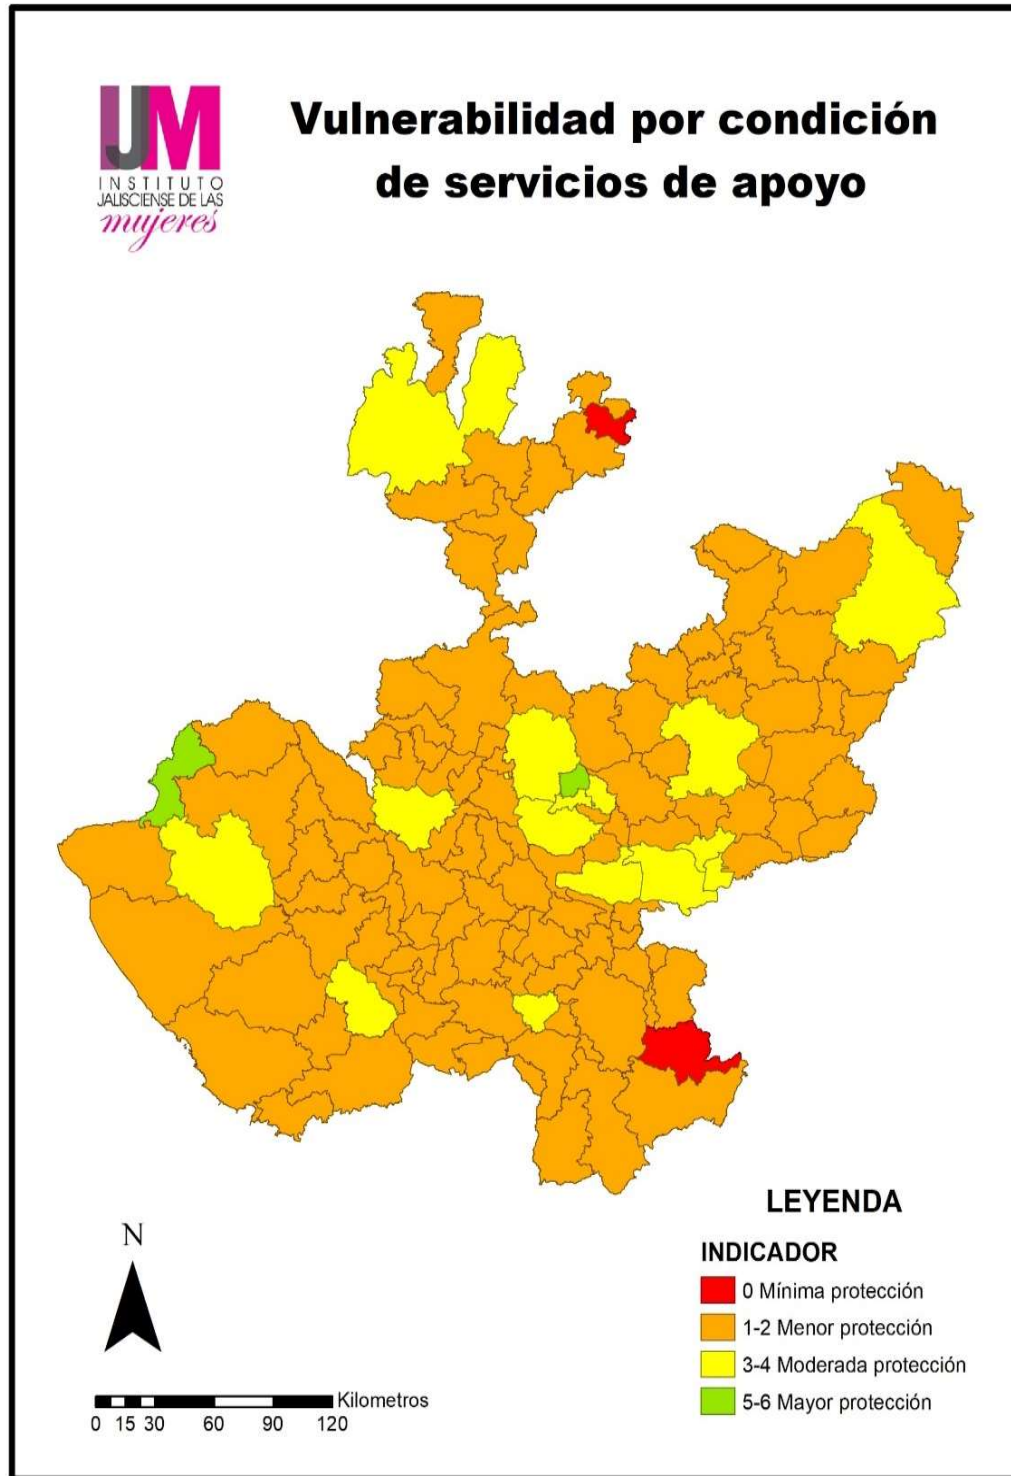 IJM
INSTITUTO
JALISCIENSE DE LAS
mujeres
Vulnerabilidad por condición
de servicios de apoyo
N
Kilometros
0 15 30 60 90 120
LEYENDA
INDICADOR
0 Mínima protección
1-2 Menor protección
3-4 Moderada protección
5-6 Mayor protección